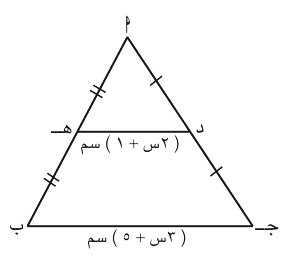 م
هـ
د
( ٢س + ١ ) سم
ب
جـ
( ٣س + ٥ ) سم